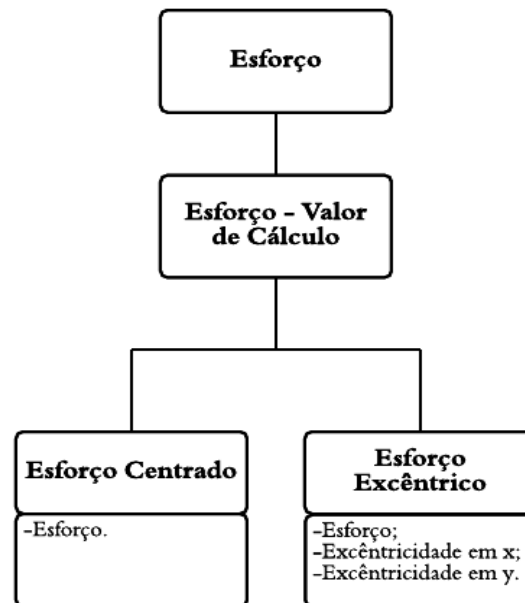 Esforço
Esforço - Valor
de Cálculo
Esforço Centrado
-Esforço.
Esforço
Excêntrico
-Esforço;
-Excêntricidade em x;
-Excêntricidade em y.